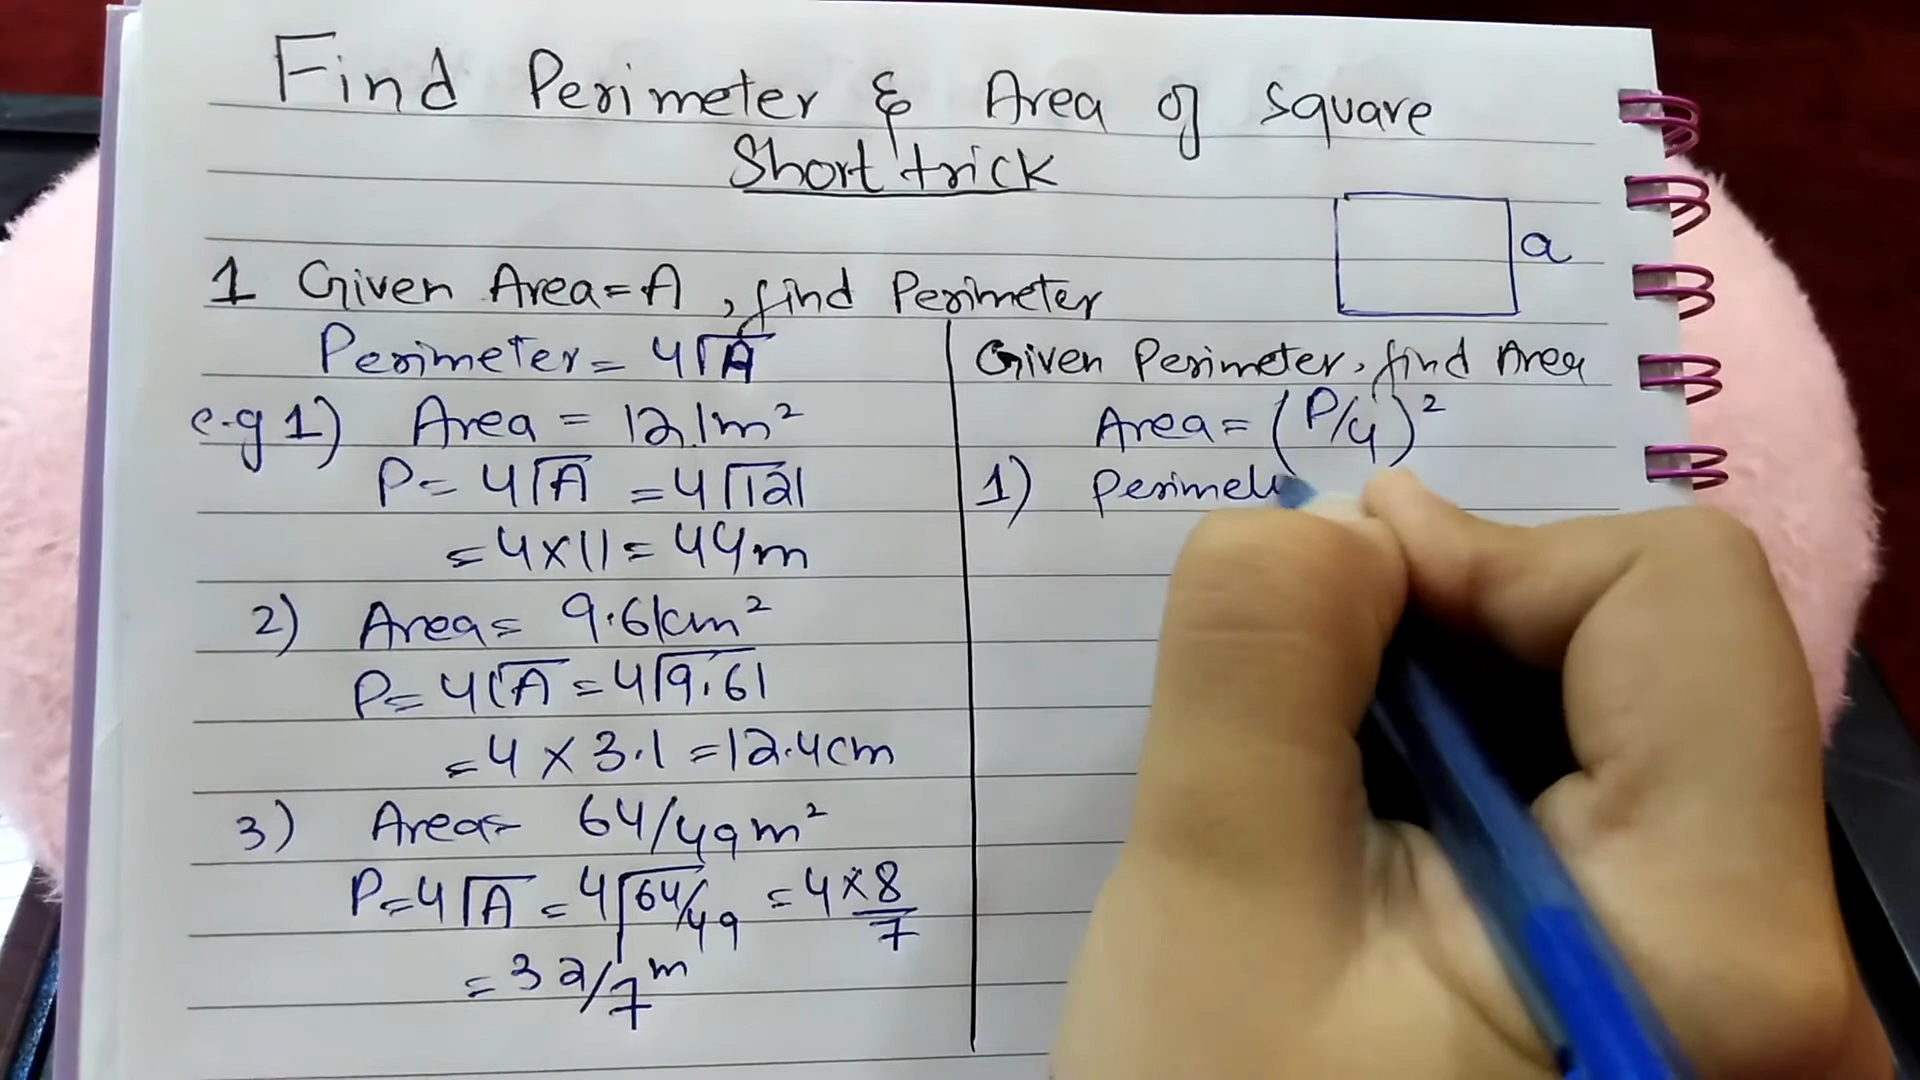 Find Perimeter & Area of square
Short trick
a
1 Given Area=A, find Perimeter
Perimeter = 4√A
e.g 1) Area = 121m²
P= 4√A = 4√121
= 4×11 = 44m
2) Area= 9.61cm²
P= 4√A = 4√9.61
= 4 × 3.1 = 12.4cm
3) Area= 64/49m²
P=4√A = 4√64/49 = 4×8/7
= 32/7 m
Given Perimeter, find Area
Area = (P/4)²
1) Perimet